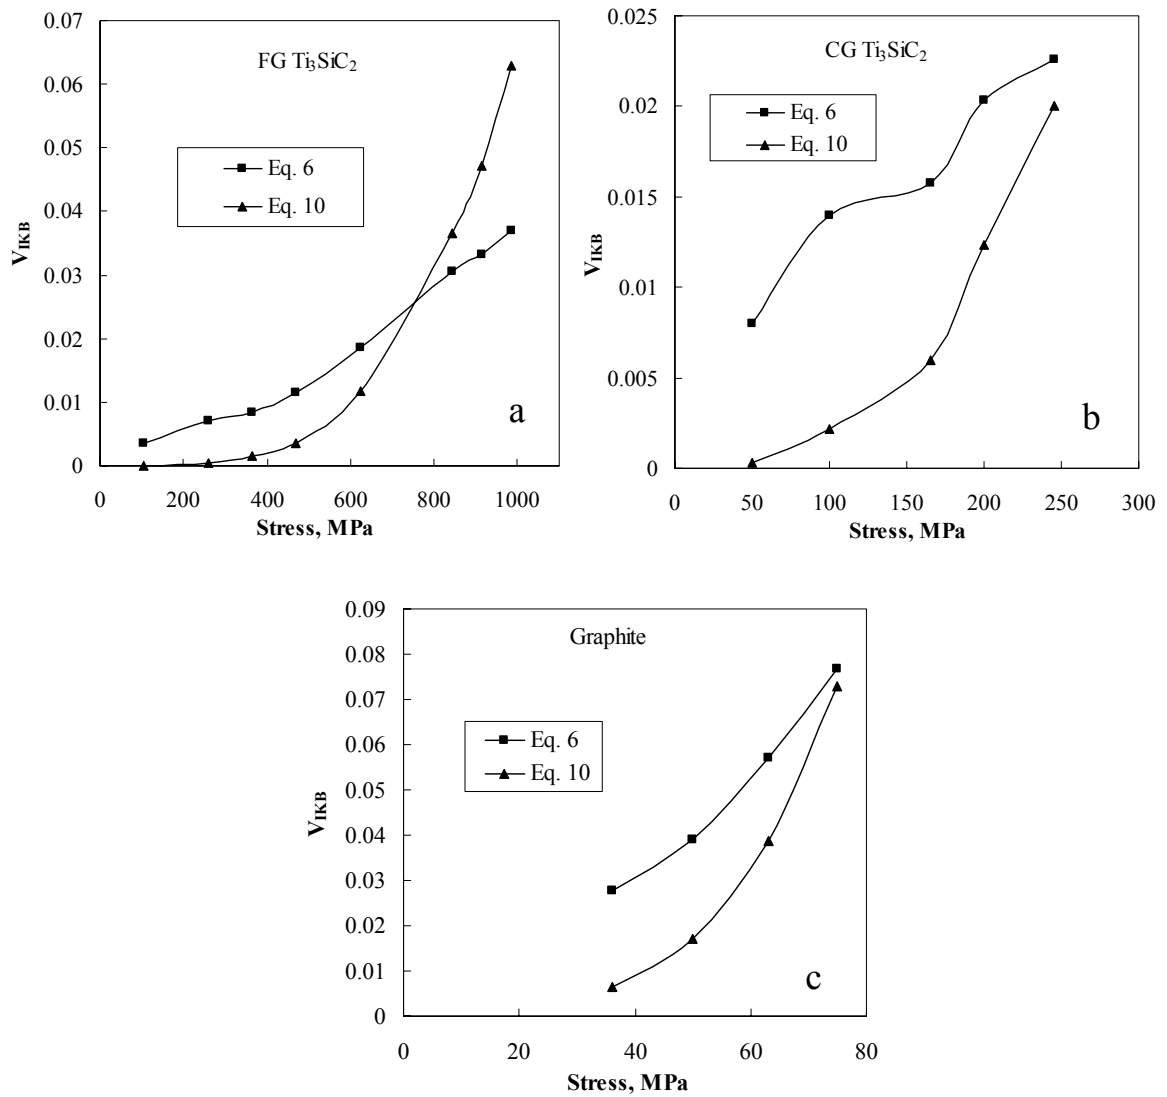 FG Ti₃SiC₂
0.07
0.06
0.05
0.04
0.03
0.02
0.01
0
V_IKB
Eq. 6
Eq. 10
a
0 200 400 600 800 1000
Stress, MPa
CG Ti₃SiC₂
0.025
0.02
0.015
0.01
0.005
0
V_IKB
Eq. 6
Eq. 10
b
0 50 100 150 200 250 300
Stress, MPa
Graphite
0.09
0.08
0.07
0.06
0.05
0.04
0.03
0.02
0.01
0
V_IKB
Eq. 6
Eq. 10
c
0 20 40 60 80
Stress, MPa